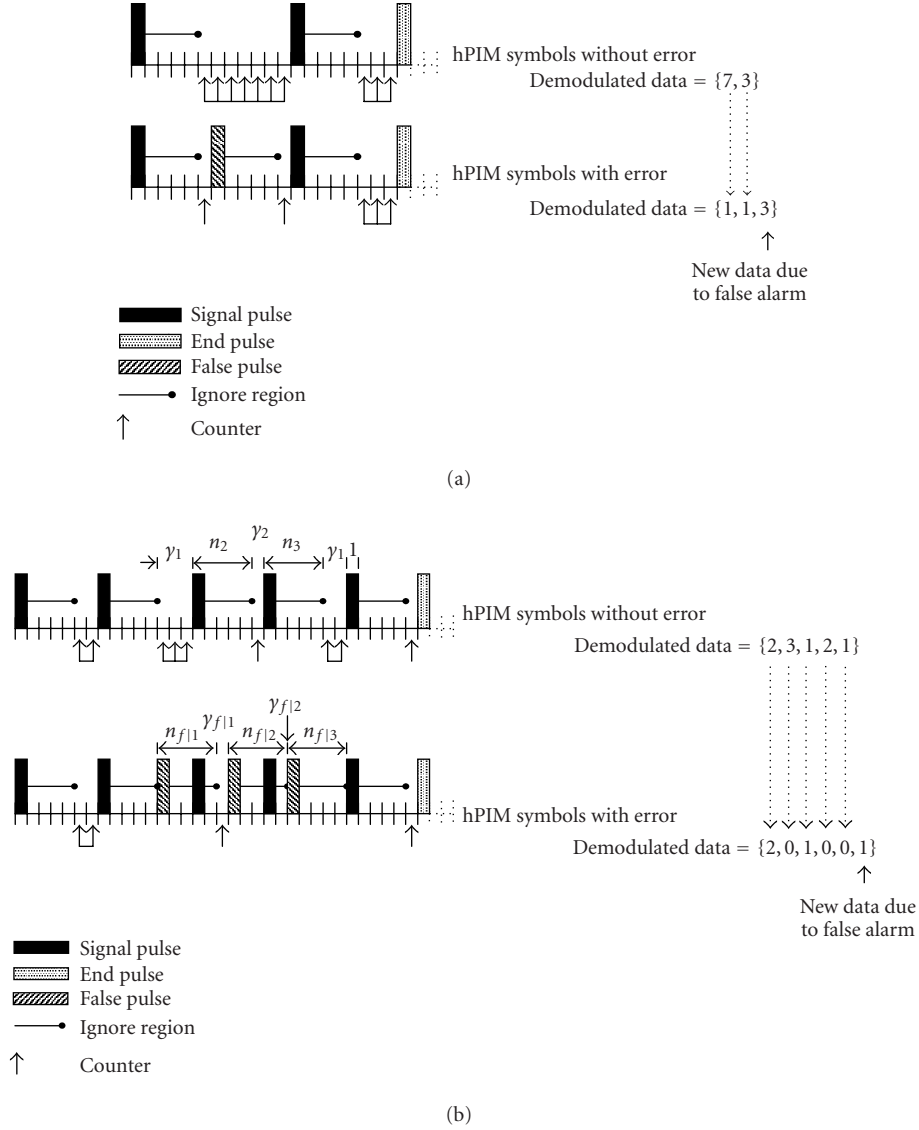 hPIM symbols without error
Demodulated data = {7, 3}
hPIM symbols with error
Demodulated data = {1, 1, 3}
New data due
to false alarm
Signal pulse
End pulse
False pulse
Ignore region
Counter
(a)
γ1 n2 γ2 n3 γ1 1
hPIM symbols without error
Demodulated data = {2, 3, 1, 2, 1}
nf|1 γf|1 nf|2 γf|2 nf|3
hPIM symbols with error
Demodulated data = {2, 0, 1, 0, 0, 1}
New data due
to false alarm
Signal pulse
End pulse
False pulse
Ignore region
Counter
(b)